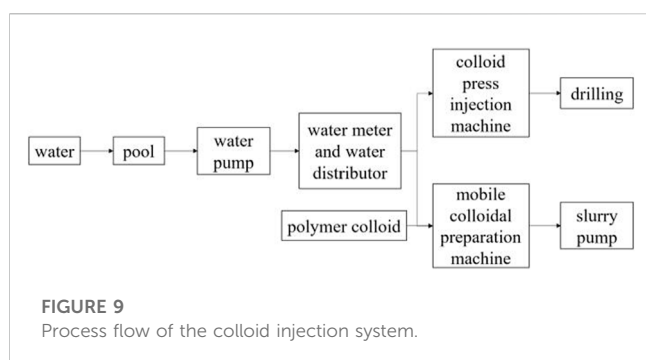 water
pool
water
pump
water meter
and water
distributor
colloid
press
injection
machine
drilling
polymer colloid
mobile
colloidal
preparation
machine
slurry
pump
FIGURE 9
Process flow of the colloid injection system.